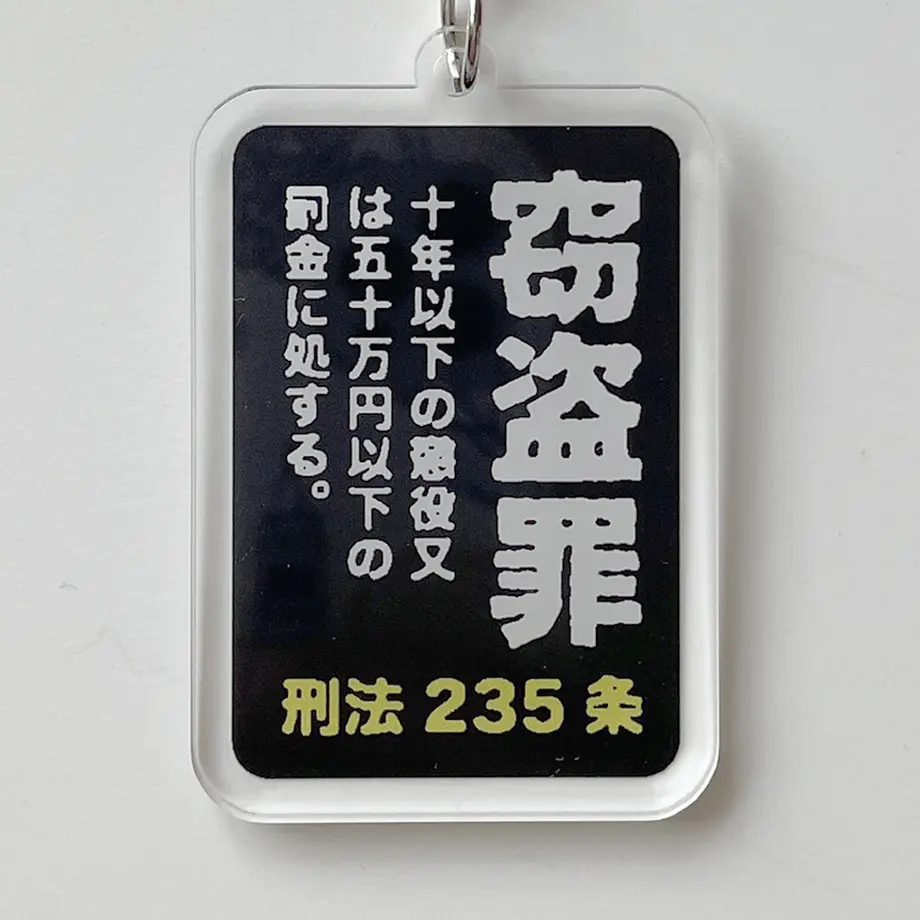 窃盗罪
十年以下の懲役又
は五十万円以下の
罰金に処する。
刑法 235 条